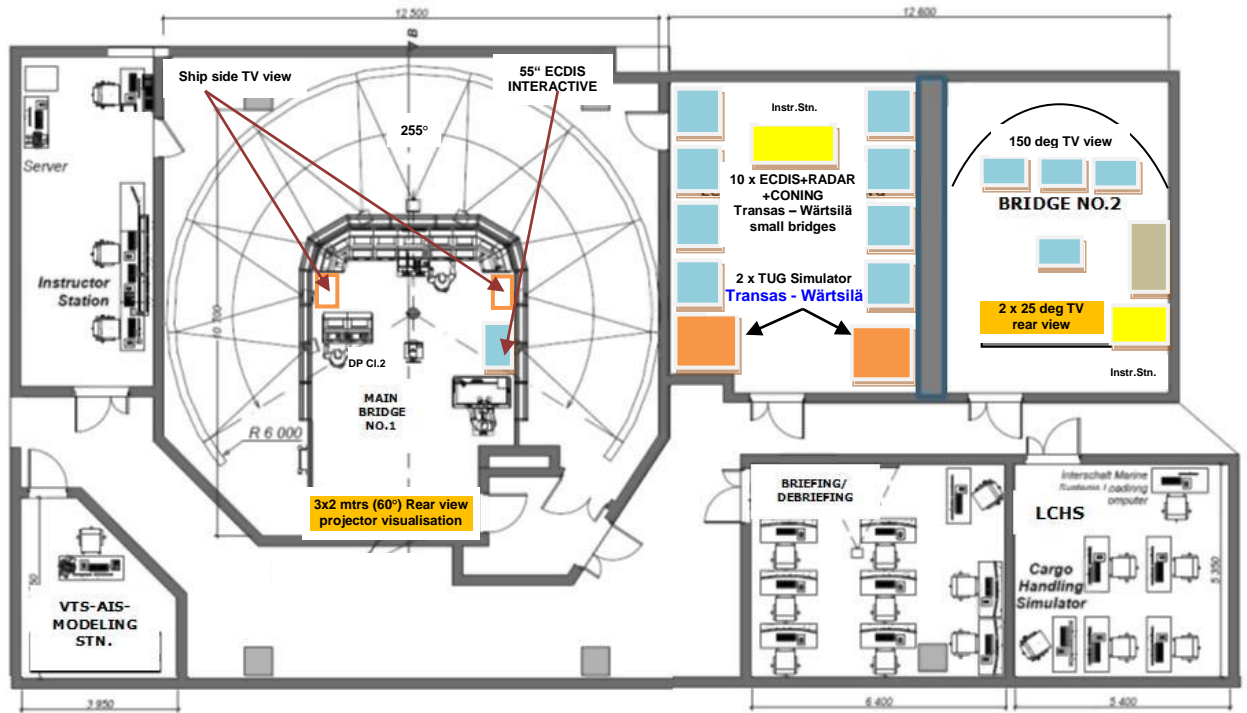 12 500
12 600
B
Ship side TV view
55“ ECDIS
INTERACTIVE
Instr.Stn.
255°
150 deg TV view
Server
10 x ECDIS+RADAR
+CONING
Transas – Wärtsilä
small bridges
BRIDGE NO.2
Instructor
Station
2 x TUG Simulator
Transas - Wärtsilä
2 x 25 deg TV
rear view
DP Cl.2
Instr.Stn.
MAIN
BRIDGE
NO.1
R 6 000
3x2 mtrs (60°) Rear view
projector visualisation
BRIEFING/
DEBRIEFING
Interschalt Marine
LCHS
Cargo
Handling
Simulator
5 350
VTS-AIS-
MODELING
STN.
3 950
6 400
5 400